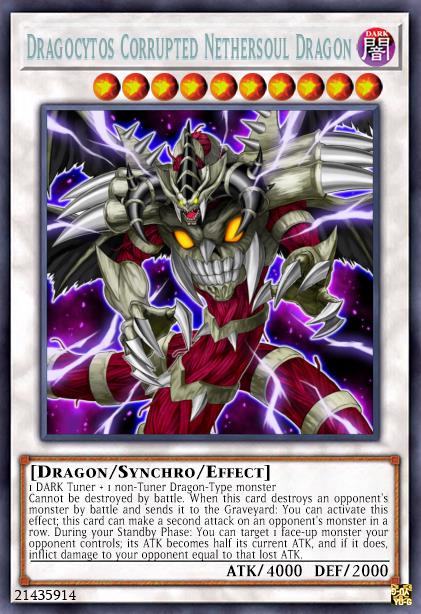 Dragocytos Corrupted Nethersoul Dragon
DARK
闇
[Dragon/Synchro/Effect]
1 DARK Tuner + 1 non-Tuner Dragon-Type monster
Cannot be destroyed by battle. When this card destroys an opponent's
monster by battle and sends it to the Graveyard: You can activate this
effect; this card can make a second attack on an opponent's monster in a
row. During your Standby Phase: You can target 1 face-up monster your
opponent controls; its ATK becomes half its current ATK, and if it does,
inflict damage to your opponent equal to that lost ATK.
ATK/4000 DEF/2000
21435914